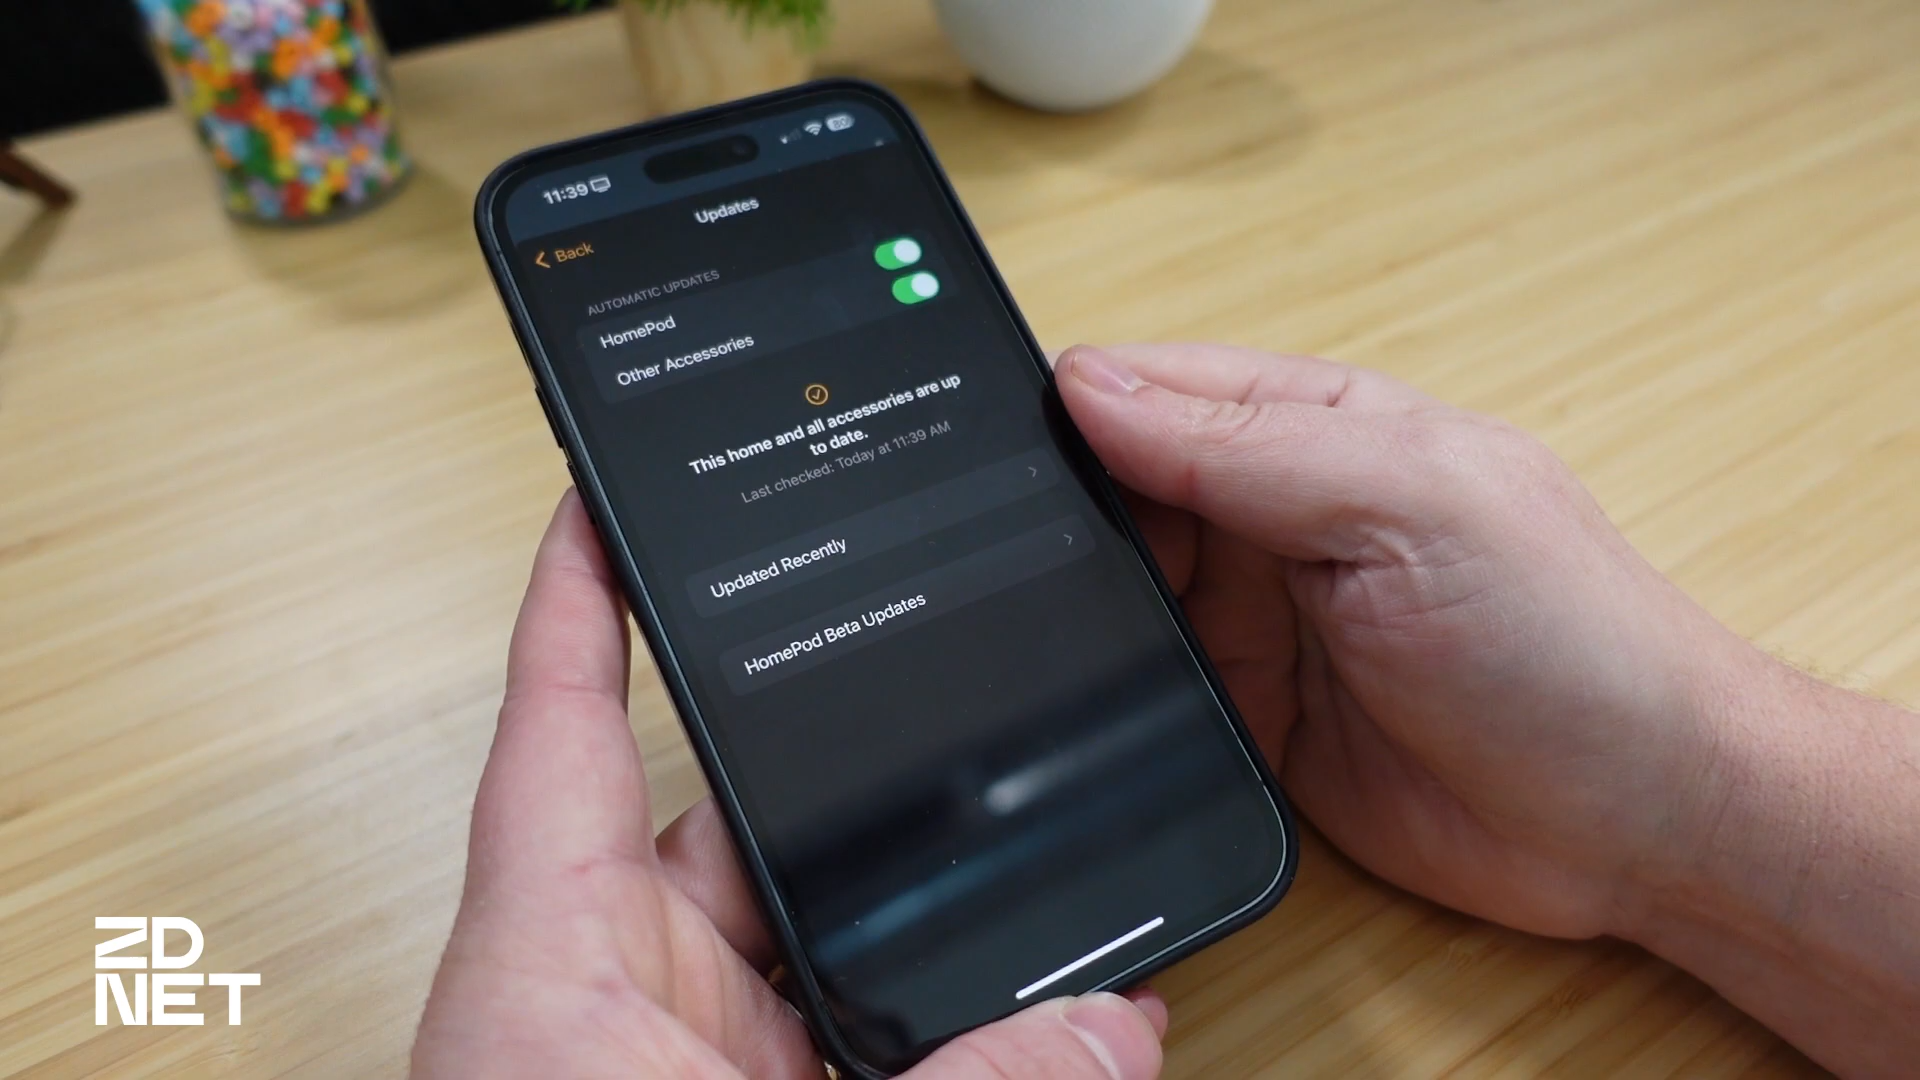 11:39
80
Updates
Back
AUTOMATIC UPDATES
HomePod
Other Accessories
This home and all accessories are up
to date.
Last checked: Today at 11:39 AM
Updated Recently
HomePod Beta Updates
ZD
NET